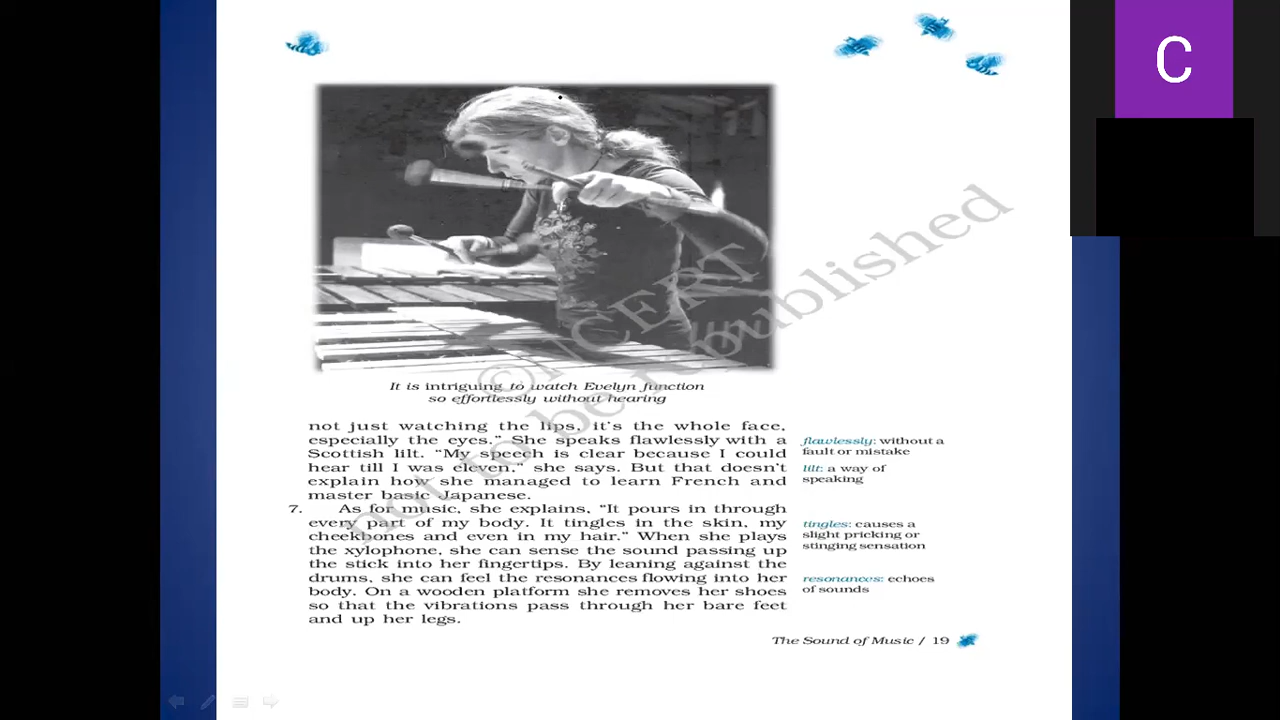 C
It is intriguing to watch Evelyn function
so effortlessly without hearing
not just watching the lips, it's the whole face,
especially the eyes." She speaks flawlessly with a
Scottish lilt. "My speech is clear because I could
hear till I was eleven," she says. But that doesn't
explain how she managed to learn French and
master basic Japanese.
7. As for music, she explains, "It pours in through
every part of my body. It tingles in the skin, my
cheekbones and even in my hair." When she plays
the xylophone, she can sense the sound passing up
the stick into her fingertips. By leaning against the
drums, she can feel the resonances flowing into her
body. On a wooden platform she removes her shoes
so that the vibrations pass through her bare feet
and up her legs.
flawlessly: without a
fault or mistake
lilt: a way of
speaking
tingles: causes a
slight pricking or
stinging sensation
resonances: echoes
of sounds
©NCERT
not to be republished
The Sound of Music / 19